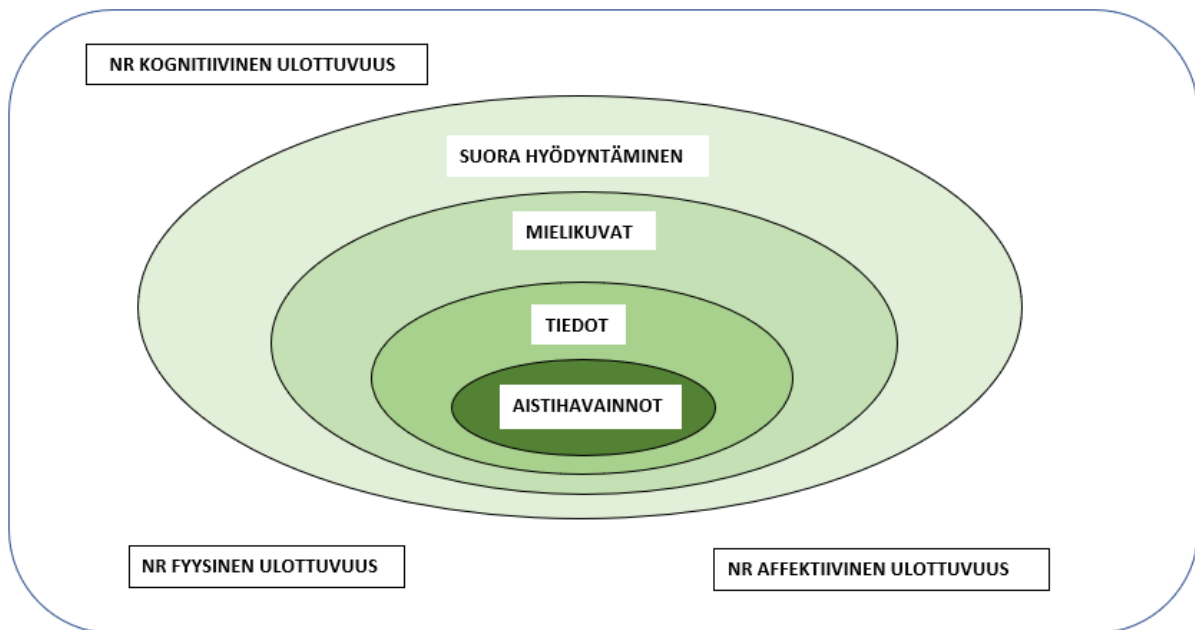 NR KOGNITIIVINEN ULOTTUVUUS
SUORA HYÖDYNTÄMINEN
MIELIKUVAT
TIEDOT
AISTIHAVAINNOT
NR FYYSINEN ULOTTUVUUS
NR AFFEKTIIVINEN ULOTTUVUUS